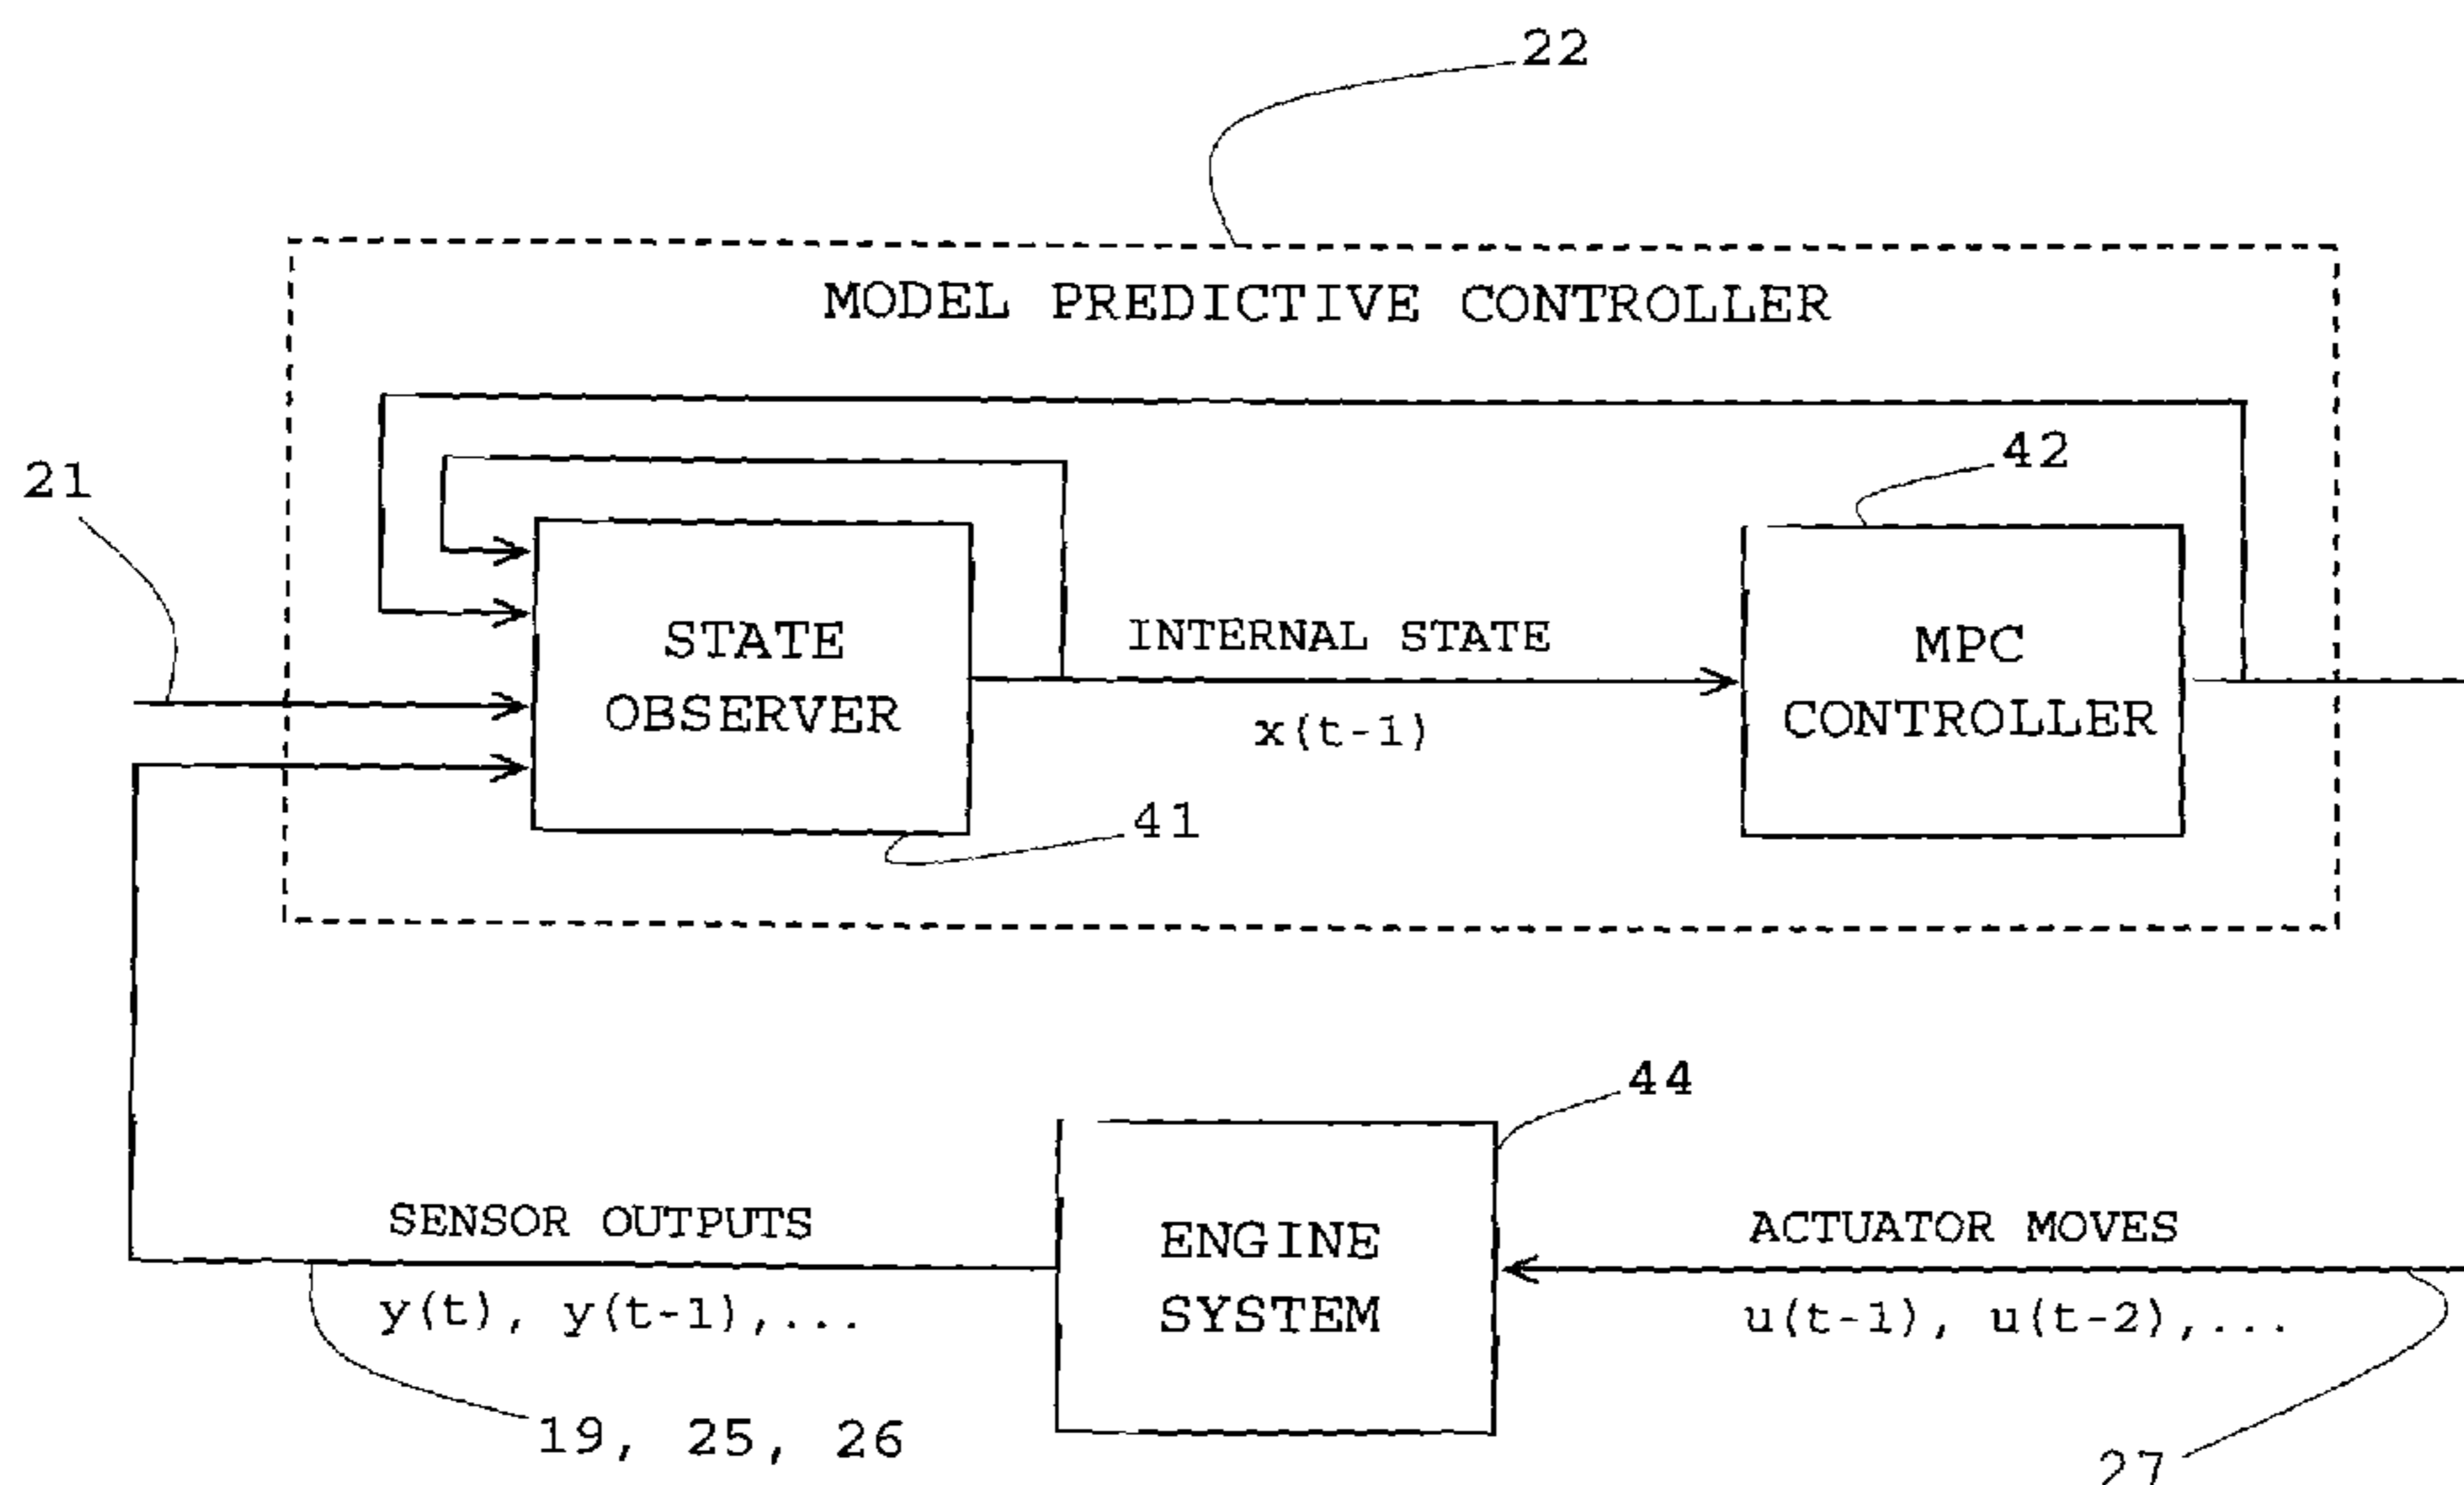 22
MODEL PREDICTIVE CONTROLLER
42
21
STATE
OBSERVER
INTERNAL STATE
x(t-1)
MPC
CONTROLLER
41
44
SENSOR OUTPUTS
y(t), y(t-1),...
ENGINE
SYSTEM
ACTUATOR MOVES
u(t-1), u(t-2),...
19, 25, 26
27